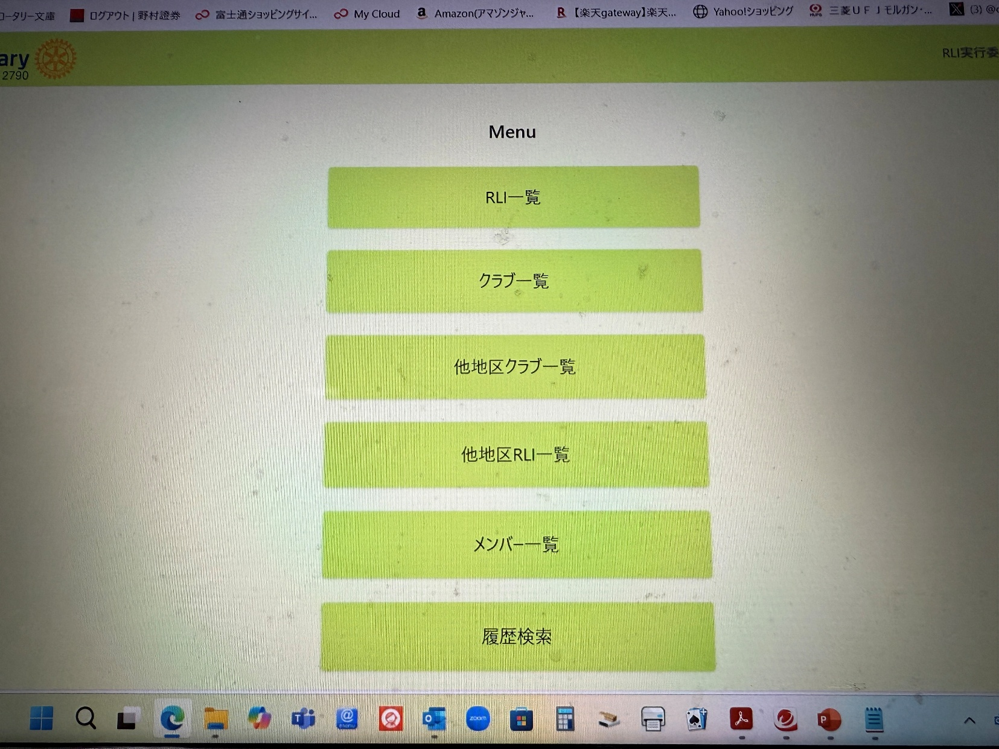 ロータリー文庫 ログアウト | 野村證券 富士通ショッピングサイ... My Cloud Amazon(アマゾンジャ... 【楽天gateway】楽天... Yahoo!ショッピング 三菱ＵＦＪモルガン・... (3) @
ary
2790
RLI実行委
Menu
RLI一覧
クラブ一覧
他地区クラブ一覧
他地区RLI一覧
メンバー一覧
履歴検索
zoom